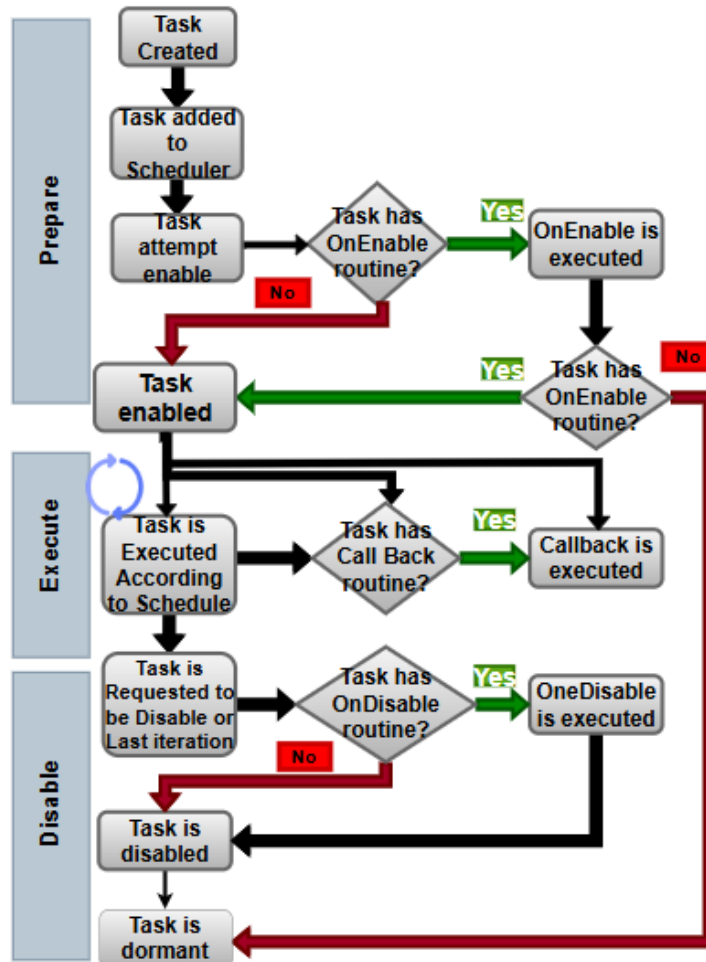 Prepare
Task
Created
Task added
to
Scheduler
Task
attempt
enable
Task has
OnEnable
routine?
Yes
OnEnable is
executed
No
Task
enabled
Yes
Task has
OnEnable
routine?
No
Execute
Task is
Executed
According
to Schedule
Task has
Call Back
routine?
Yes
Callback is
executed
Disable
Task is
Requested to
be Disable or
Last iteration
Task has
OnDisable
routine?
Yes
OneDisable
is executed
No
Task is
disabled
Task is
dormant